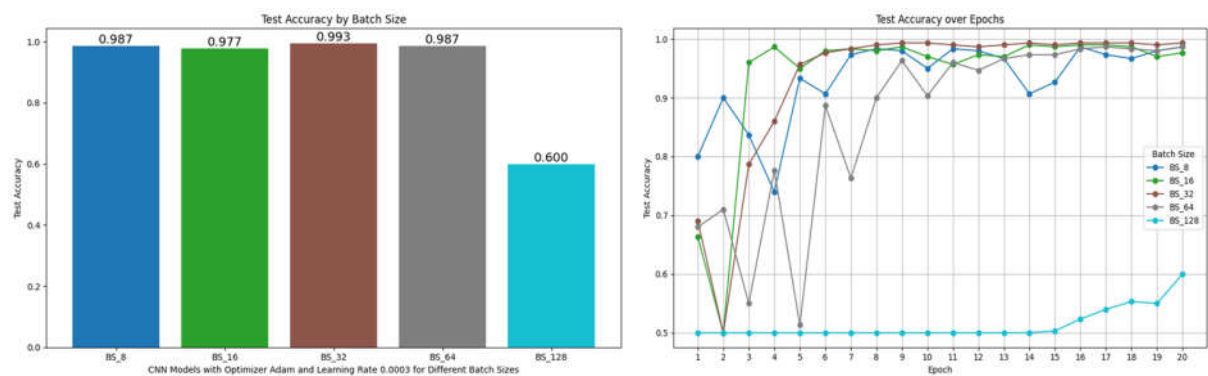 Test Accuracy by Batch Size
0.987
0.977
0.993
0.987
0.600
1.0
0.8
0.6
0.4
0.2
0.0
Test Accuracy
BS_8 BS_16 BS_32 BS_64 BS_128
CNN Models with Optimizer Adam and Learning Rate 0.0003 for Different Batch Sizes
Test Accuracy over Epochs
1.0
0.9
0.8
0.7
0.6
0.5
Test Accuracy
Batch Size
BS_8
BS_16
BS_32
BS_64
BS_128
1 2 3 4 5 6 7 8 9 10 11 12 13 14 15 16 17 18 19 20
Epoch